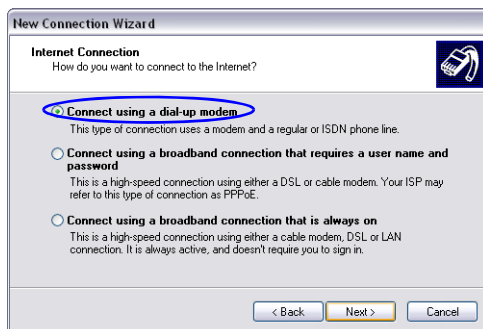 New Connection Wizard
Internet Connection
How do you want to connect to the Internet?
Connect using a dial-up modem
This type of connection uses a modem and a regular or ISDN phone line.
Connect using a broadband connection that requires a user name and
password
This is a high-speed connection using either a DSL or cable modem. Your ISP may
refer to this type of connection as PPPoE.
Connect using a broadband connection that is always on
This is a high-speed connection using either a cable modem, DSL or LAN
connection. It is always active, and doesn't require you to sign in.
< Back Next > Cancel